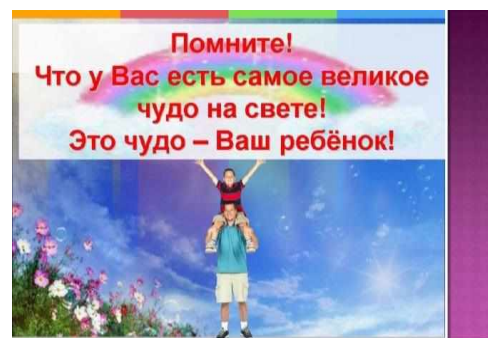 Помните!
Что у Вас есть самое великое
чудо на свете!
Это чудо – Ваш ребёнок!